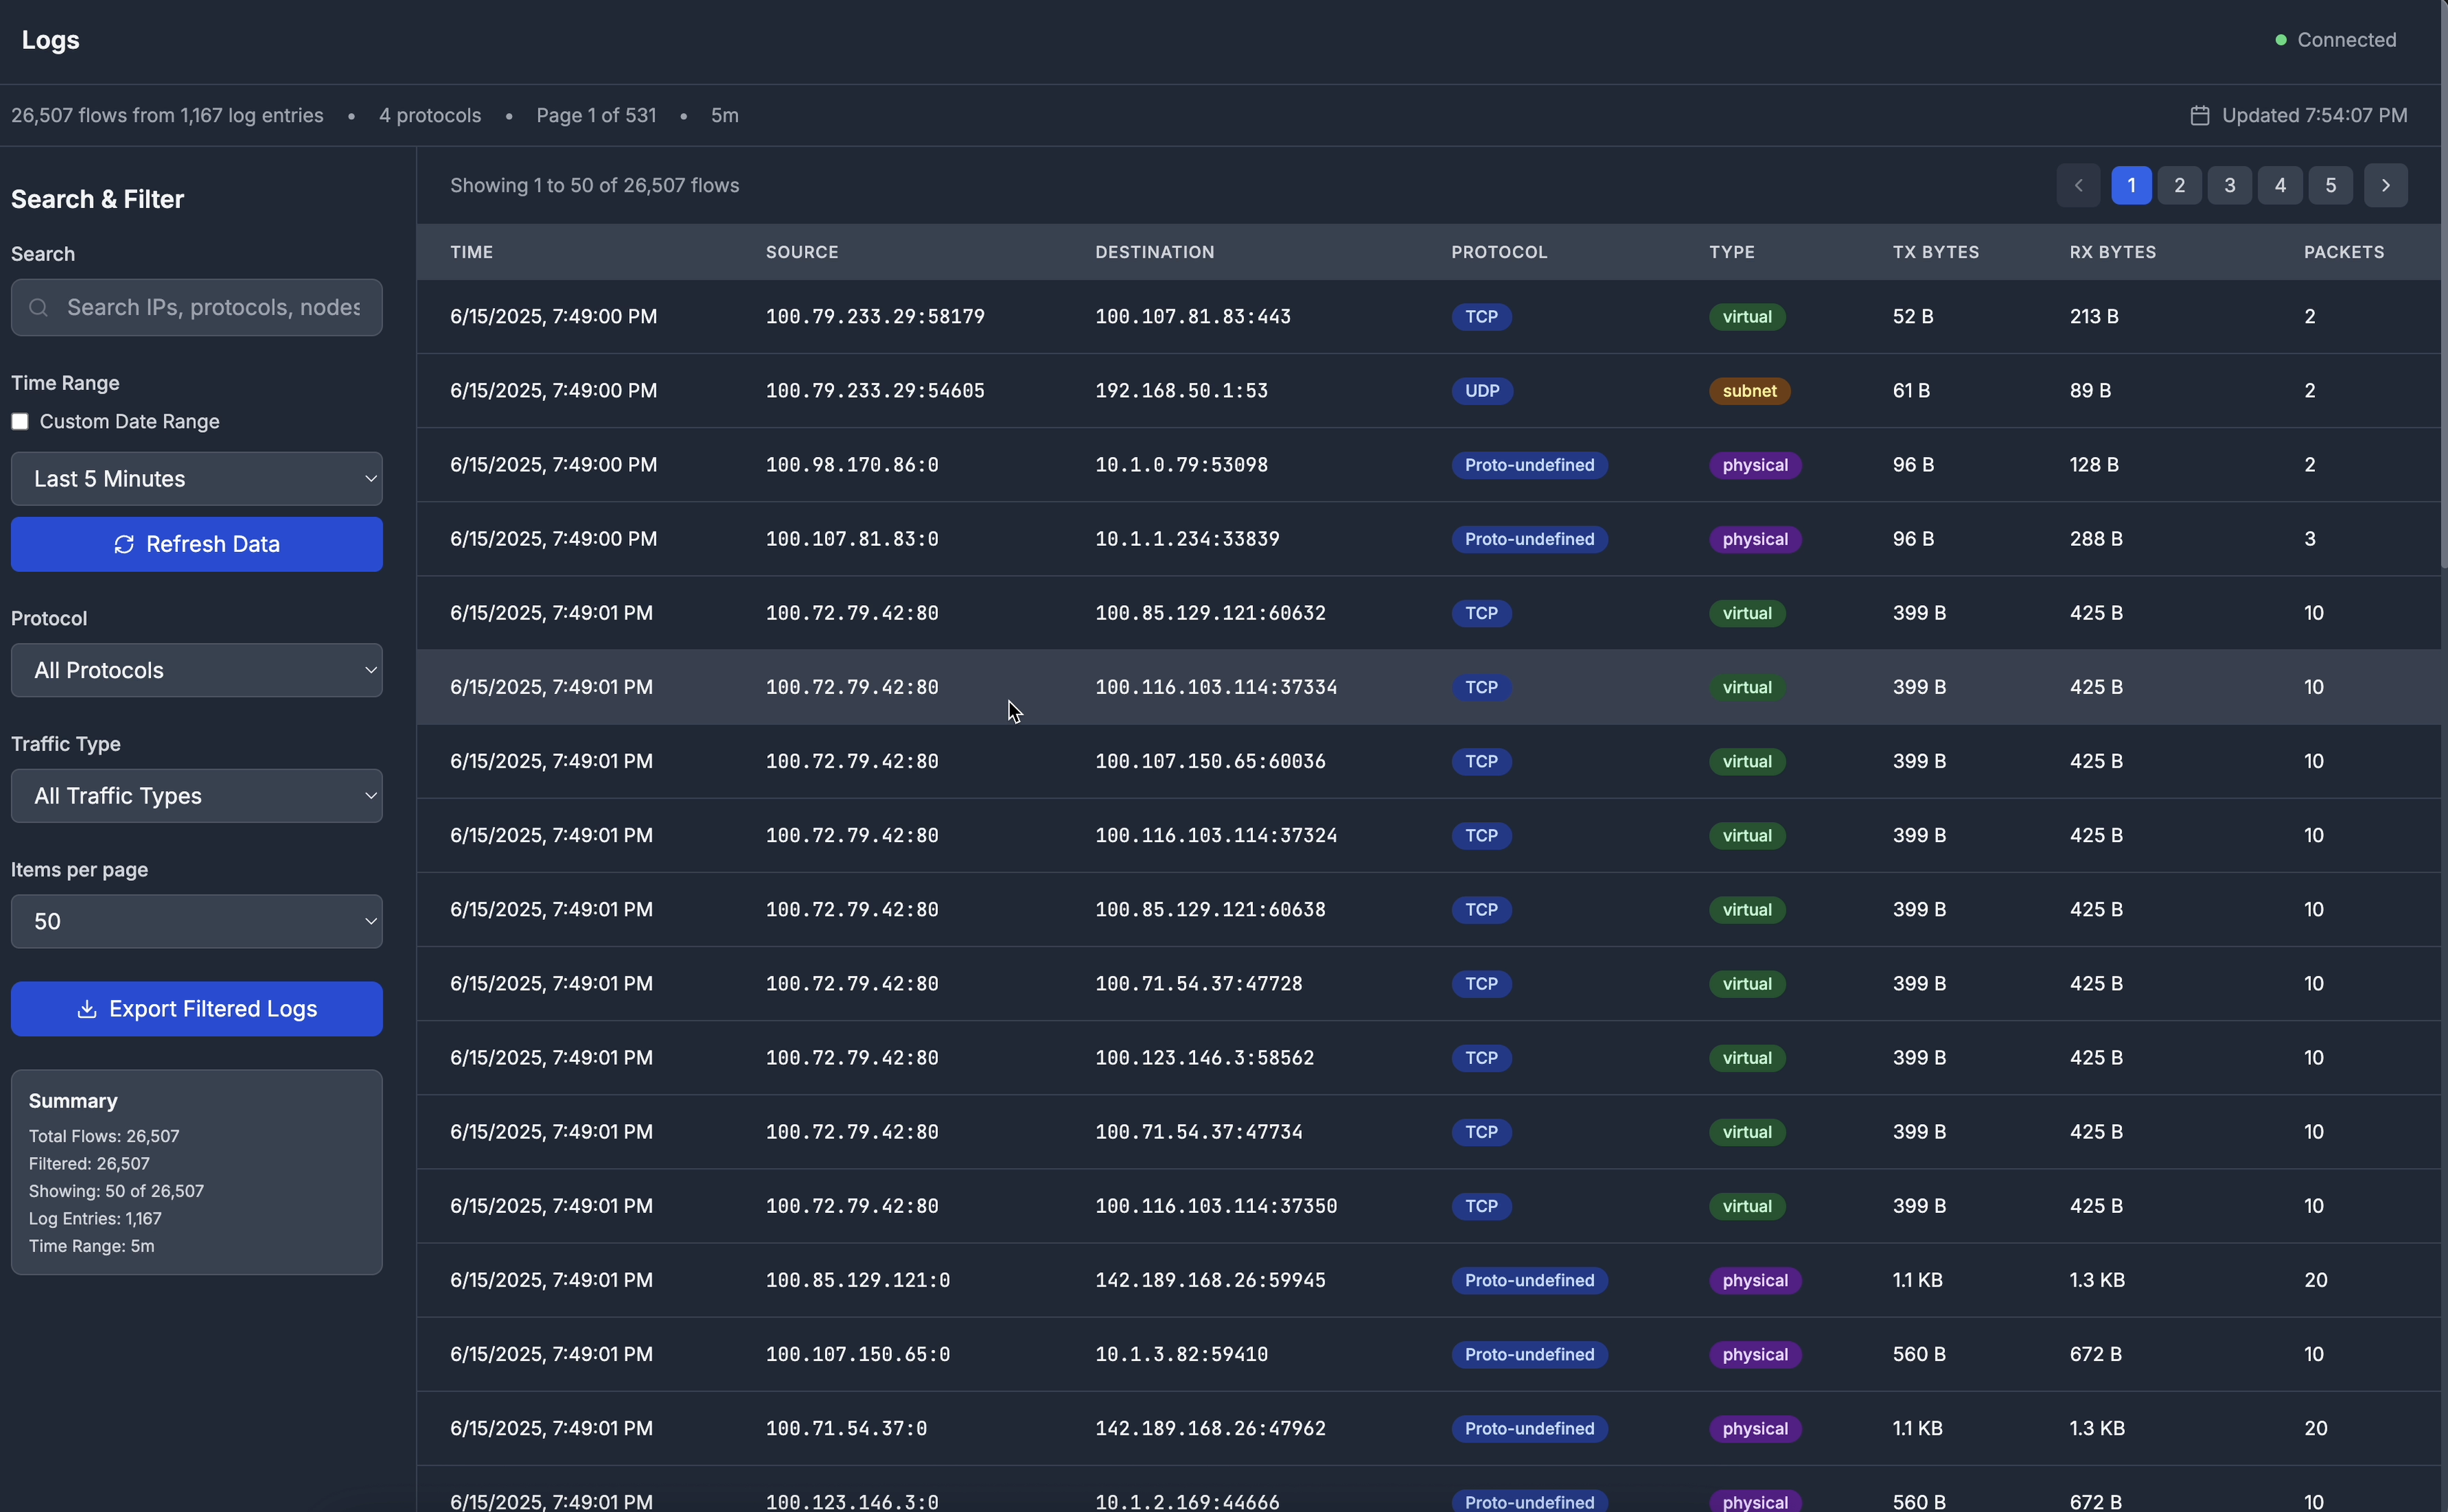 Logs
Connected
26,507 flows from 1,167 log entries • 4 protocols • Page 1 of 531 • 5m
Updated 7:54:07 PM
Search & Filter
Search
Search IPs, protocols, nodes
Time Range
Custom Date Range
Last 5 Minutes
Refresh Data
Protocol
All Protocols
Traffic Type
All Traffic Types
Items per page
50
Export Filtered Logs
Summary
Total Flows: 26,507
Filtered: 26,507
Showing: 50 of 26,507
Log Entries: 1,167
Time Range: 5m
Showing 1 to 50 of 26,507 flows
1 2 3 4 5
TIME SOURCE DESTINATION PROTOCOL TYPE TX BYTES RX BYTES PACKETS
6/15/2025, 7:49:00 PM 100.79.233.29:58179 100.107.81.83:443 TCP virtual 52 B 213 B 2
6/15/2025, 7:49:00 PM 100.79.233.29:54605 192.168.50.1:53 UDP subnet 61 B 89 B 2
6/15/2025, 7:49:00 PM 100.98.170.86:0 10.1.0.79:53098 Proto-undefined physical 96 B 128 B 2
6/15/2025, 7:49:00 PM 100.107.81.83:0 10.1.1.234:33839 Proto-undefined physical 96 B 288 B 3
6/15/2025, 7:49:01 PM 100.72.79.42:80 100.85.129.121:60632 TCP virtual 399 B 425 B 10
6/15/2025, 7:49:01 PM 100.72.79.42:80 100.116.103.114:37334 TCP virtual 399 B 425 B 10
6/15/2025, 7:49:01 PM 100.72.79.42:80 100.107.150.65:60036 TCP virtual 399 B 425 B 10
6/15/2025, 7:49:01 PM 100.72.79.42:80 100.116.103.114:37324 TCP virtual 399 B 425 B 10
6/15/2025, 7:49:01 PM 100.72.79.42:80 100.85.129.121:60638 TCP virtual 399 B 425 B 10
6/15/2025, 7:49:01 PM 100.72.79.42:80 100.71.54.37:47728 TCP virtual 399 B 425 B 10
6/15/2025, 7:49:01 PM 100.72.79.42:80 100.123.146.3:58562 TCP virtual 399 B 425 B 10
6/15/2025, 7:49:01 PM 100.72.79.42:80 100.71.54.37:47734 TCP virtual 399 B 425 B 10
6/15/2025, 7:49:01 PM 100.72.79.42:80 100.116.103.114:37350 TCP virtual 399 B 425 B 10
6/15/2025, 7:49:01 PM 100.85.129.121:0 142.189.168.26:59945 Proto-undefined physical 1.1 KB 1.3 KB 20
6/15/2025, 7:49:01 PM 100.107.150.65:0 10.1.3.82:59410 Proto-undefined physical 560 B 672 B 10
6/15/2025, 7:49:01 PM 100.71.54.37:0 142.189.168.26:47962 Proto-undefined physical 1.1 KB 1.3 KB 20
6/15/2025, 7:49:01 PM 100.123.146.3:0 10.1.2.169:44666 Proto-undefined physical 560 B 672 B 10